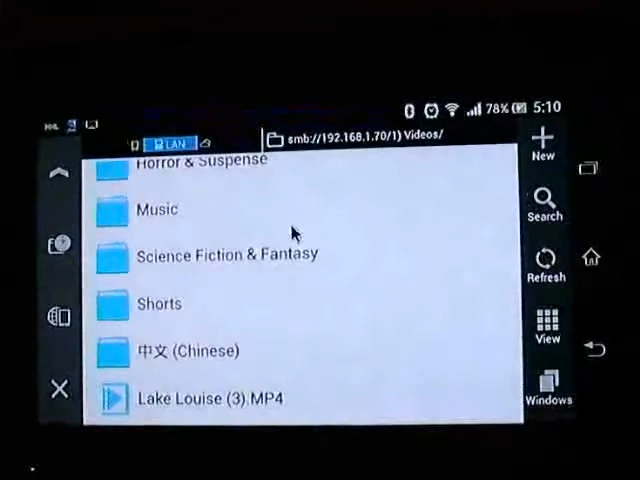 78% 5:10
LAN
smb://192.168.1.70/1) Videos/
New
Horror & Suspense
Music
Search
Science Fiction & Fantasy
Refresh
Shorts
View
中文 (Chinese)
Lake Louise (3).MP4
Windows